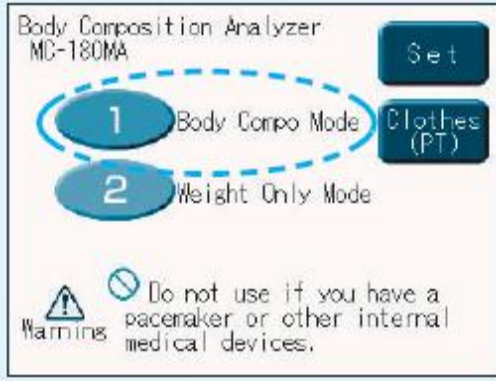 Body Composition Analyzer
MC-180MA
Set
1 Body Compo Mode
Clothes
(PT)
2 Weight Only Mode
Warning
Do not use if you have a
pacemaker or other internal
medical devices.